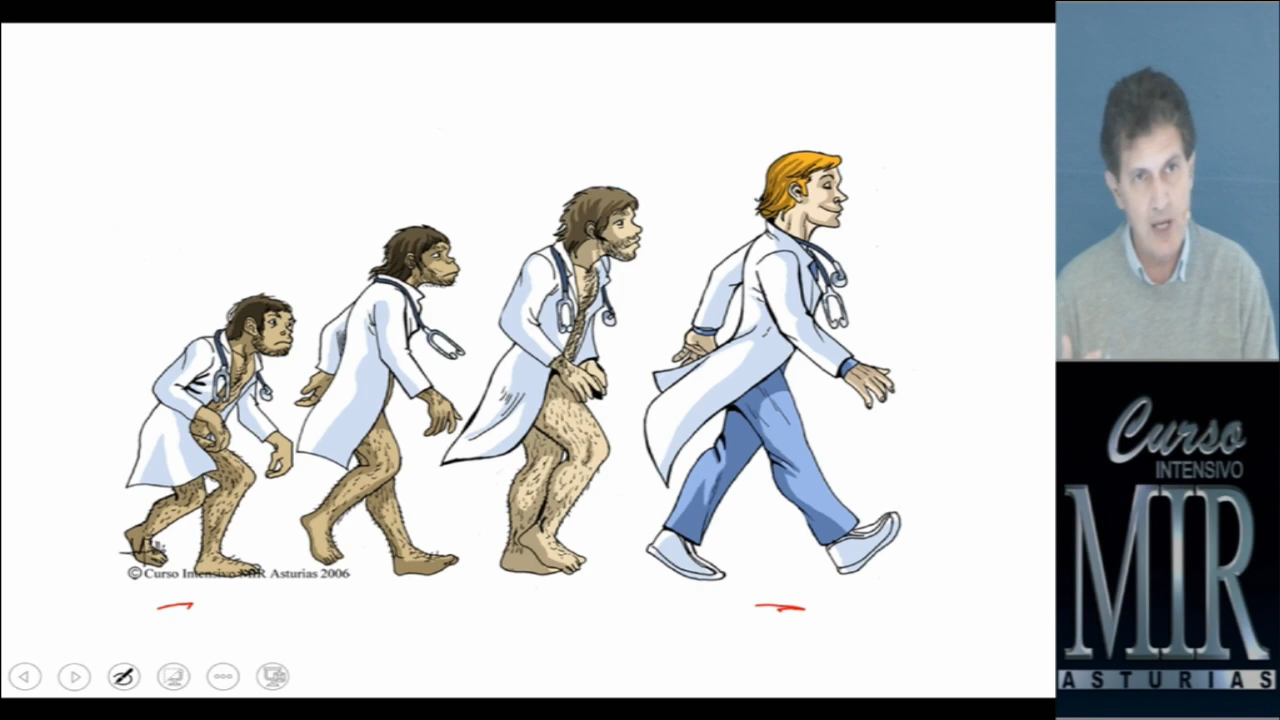 © Curso Intensivo MIR Asturias 2006
Curso
INTENSIVO
MIR
ASTURIAS